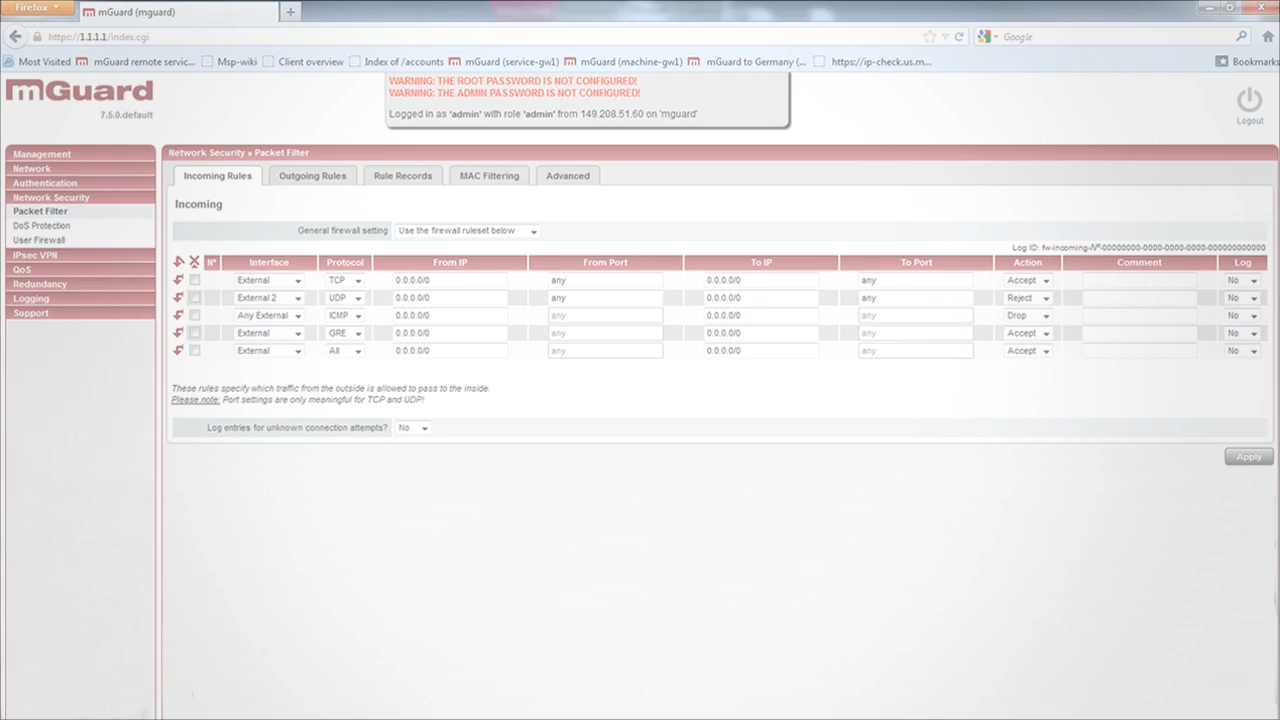 Firefox
mGuard (mguard)
https://1.1.1.1/index.cgi
Google
Most Visited mGuard remote servic... Msp-wiki Client overview Index of /accounts mGuard (service-gw1) mGuard (machine-gw1) mGuard to Germany (... https://ip-check.us.m... Bookmarks
WARNING: THE ROOT PASSWORD IS NOT CONFIGURED!
WARNING: THE ADMIN PASSWORD IS NOT CONFIGURED!
Logged in as 'admin' with role 'admin' from 149.208.51.60 on 'mguard'
mGuard
7.5.0.default
Logout
Management
Network
Authentication
Network Security
Packet Filter
DoS Protection
User Firewall
IPsec VPN
QoS
Redundancy
Logging
Support
Network Security » Packet Filter
Incoming Rules Outgoing Rules Rule Records MAC Filtering Advanced
Incoming
General firewall setting Use the firewall ruleset below
Log ID: fw-incoming-Nº-00000000-0000-0000-0000-000000000000
Nº Interface Protocol From IP From Port To IP To Port Action Comment Log
External TCP 0.0.0.0/0 any 0.0.0.0/0 any Accept No
External 2 UDP 0.0.0.0/0 any 0.0.0.0/0 any Reject No
Any External ICMP 0.0.0.0/0 any 0.0.0.0/0 any Drop No
External GRE 0.0.0.0/0 any 0.0.0.0/0 any Accept No
External All 0.0.0.0/0 any 0.0.0.0/0 any Accept No
These rules specify which traffic from the outside is allowed to pass to the inside.
Please note: Port settings are only meaningful for TCP and UDP!
Log entries for unknown connection attempts? No
Apply